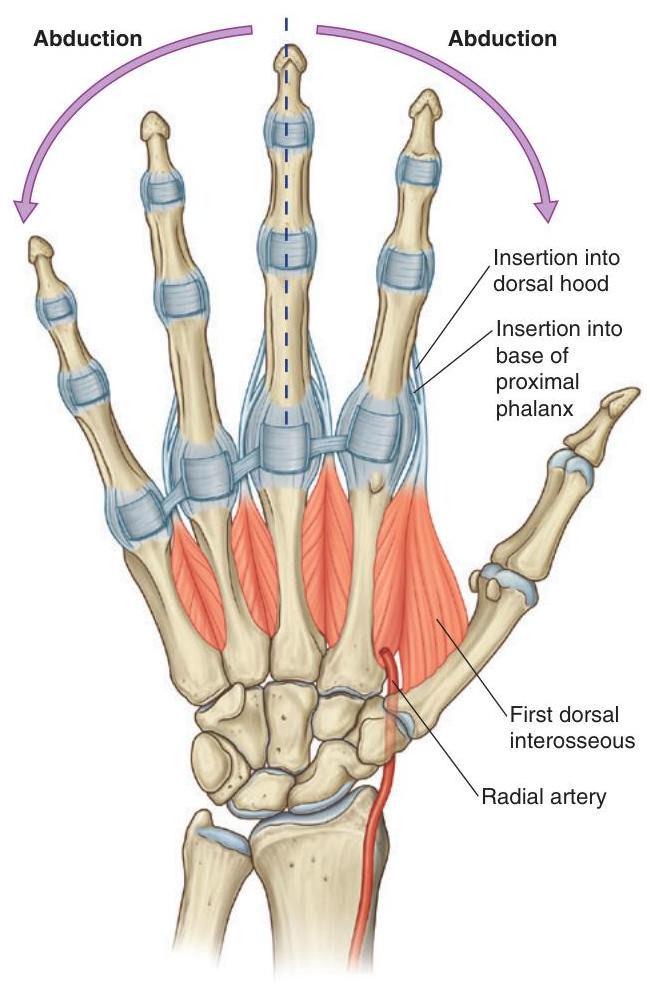 Abduction
Abduction
Insertion into
dorsal hood
Insertion into
base of
proximal
phalanx
First dorsal
interosseous
Radial artery